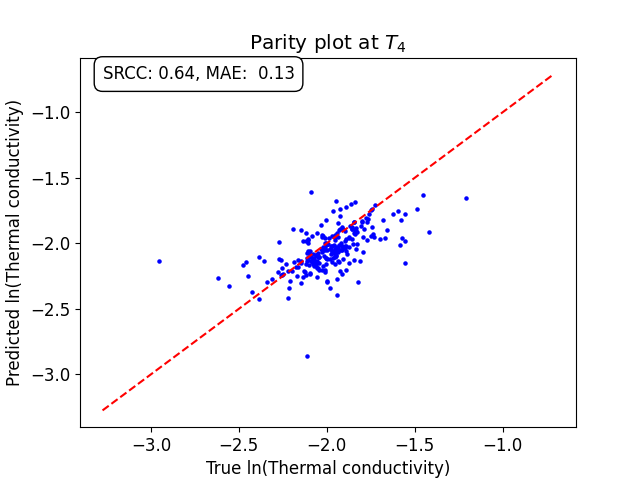 Parity plot at T4
SRCC: 0.64, MAE:  0.13
Predicted ln(Thermal conductivity)
−1.0
−1.5
−2.0
−2.5
−3.0
−3.0 −2.5 −2.0 −1.5 −1.0
True ln(Thermal conductivity)